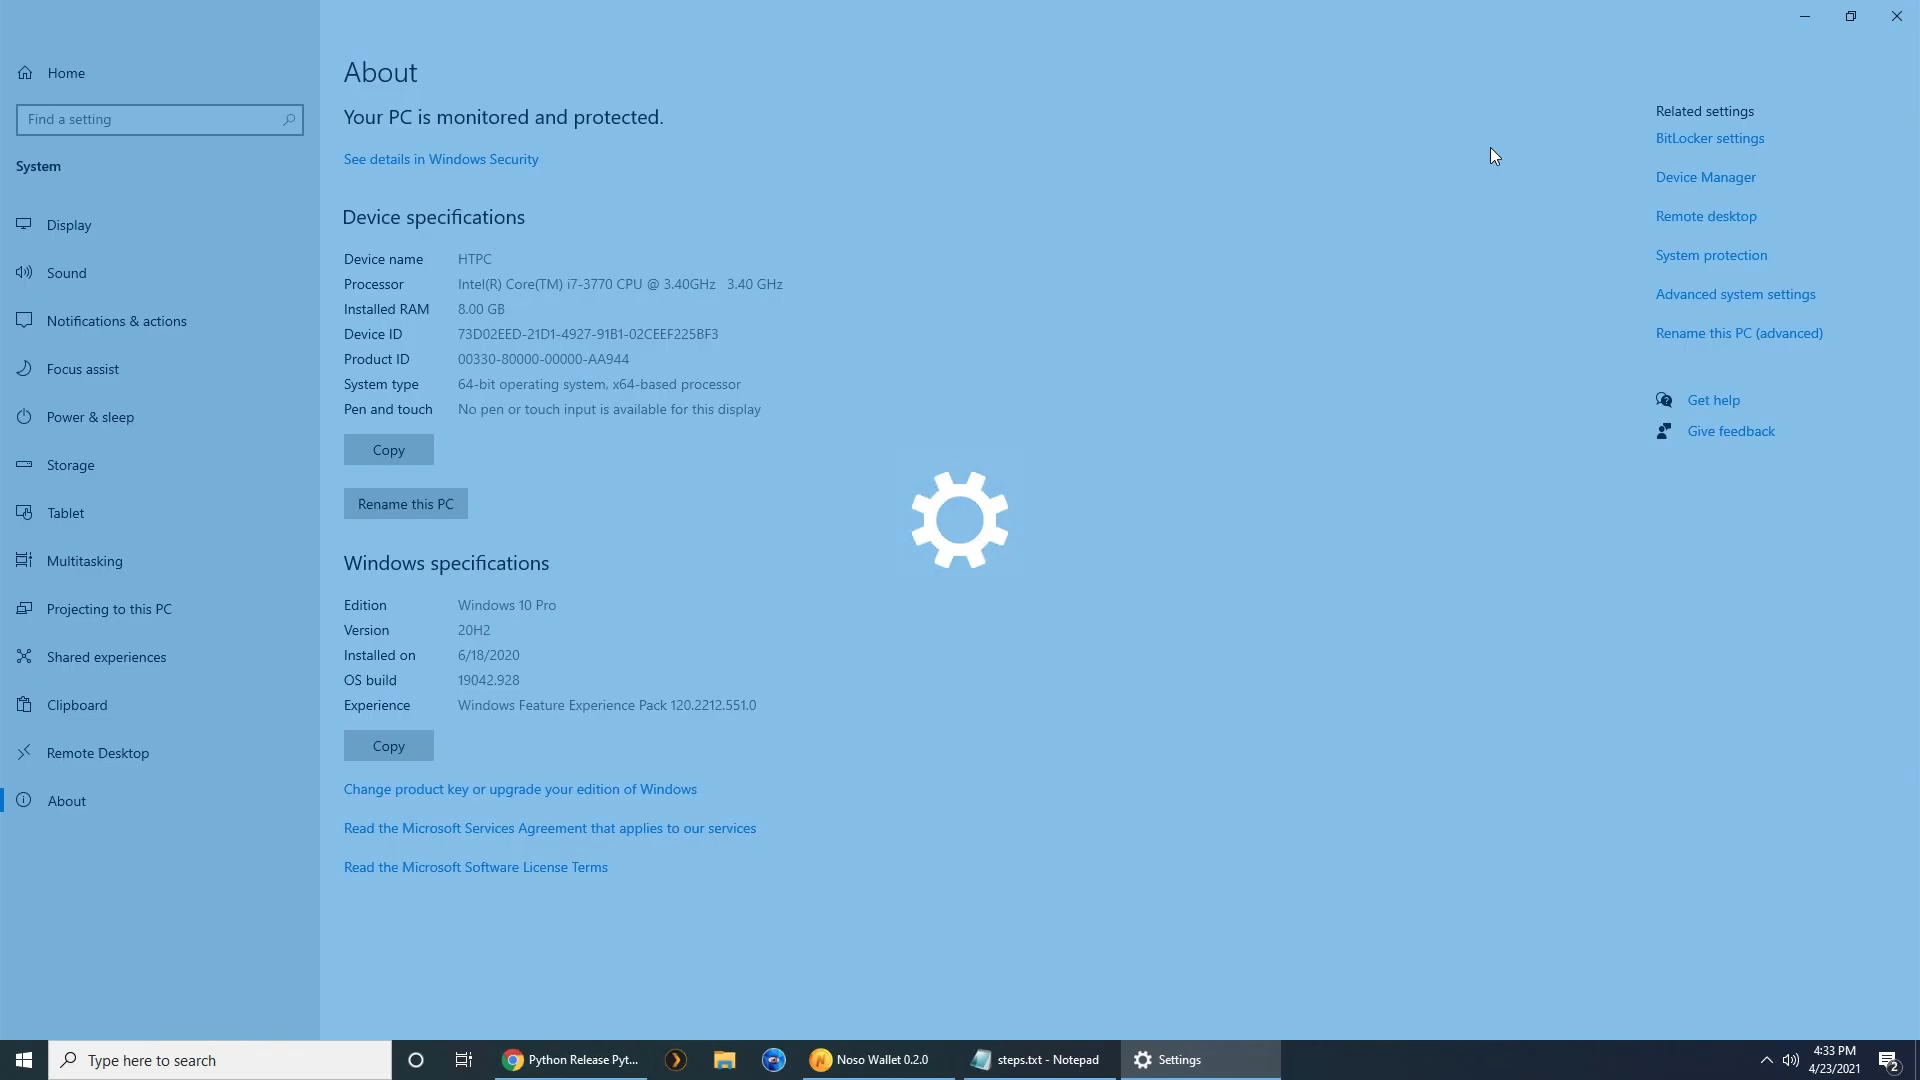 Home
Find a setting
System
Display
Sound
Notifications & actions
Focus assist
Power & sleep
Storage
Tablet
Multitasking
Projecting to this PC
Shared experiences
Clipboard
Remote Desktop
About
About
Your PC is monitored and protected.
See details in Windows Security
Device specifications
Device name HTPC
Processor Intel(R) Core(TM) i7-3770 CPU @ 3.40GHz 3.40 GHz
Installed RAM 8.00 GB
Device ID 73D02EED-21D1-4927-91B1-02CEEF225BF3
Product ID 00330-80000-00000-AA944
System type 64-bit operating system, x64-based processor
Pen and touch No pen or touch input is available for this display
Copy
Rename this PC
Windows specifications
Edition Windows 10 Pro
Version 20H2
Installed on 6/18/2020
OS build 19042.928
Experience Windows Feature Experience Pack 120.2212.551.0
Copy
Change product key or upgrade your edition of Windows
Read the Microsoft Services Agreement that applies to our services
Read the Microsoft Software License Terms
Related settings
BitLocker settings
Device Manager
Remote desktop
System protection
Advanced system settings
Rename this PC (advanced)
Get help
Give feedback
Type here to search
Python Release Pyt...
Noso Wallet 0.2.0
steps.txt - Notepad
Settings
4:33 PM
4/23/2021
2